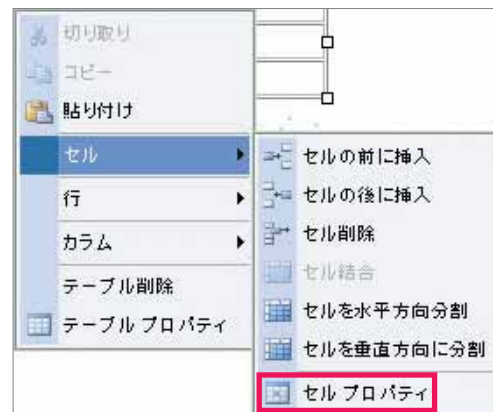 切り取り
コピー
貼り付け
セル
行
カラム
テーブル削除
テーブル プロパティ
セルの前に挿入
セルの後に挿入
セル削除
セル結合
セルを水平方向分割
セルを垂直方向に分割
セル プロパティ